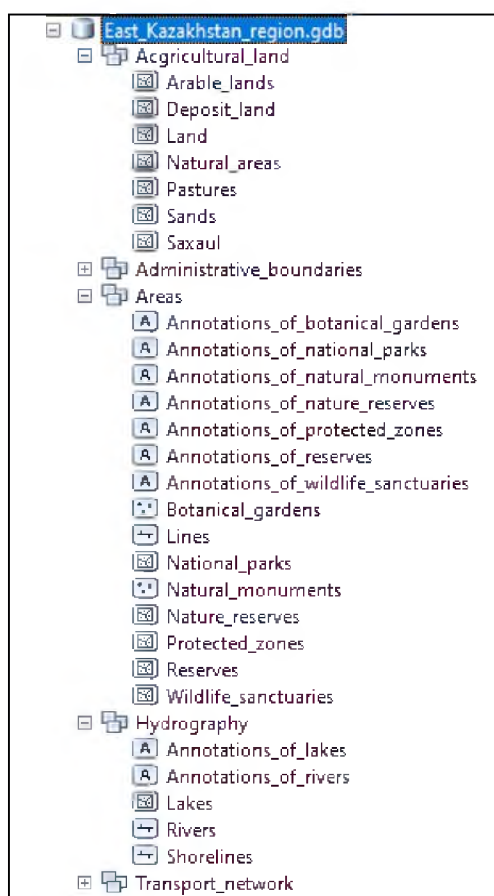 East_Kazakhstan_region.gdb
Acgricultural_land
Arable_lands
Deposit_land
Land
Natural_areas
Pastures
Sands
Saxaul
Administrative_boundaries
Areas
Annotations_of_botanical_gardens
Annotations_of_national_parks
Annotations_of_natural_monuments
Annotations_of_nature_reserves
Annotations_of_protected_zones
Annotations_of_reserves
Annotations_of_wildlife_sanctuaries
Botanical_gardens
Lines
National_parks
Natural_monuments
Nature_reserves
Protected_zones
Reserves
Wildlife_sanctuaries
Hydrography
Annotations_of_lakes
Annotations_of_rivers
Lakes
Rivers
Shorelines
Transport_network